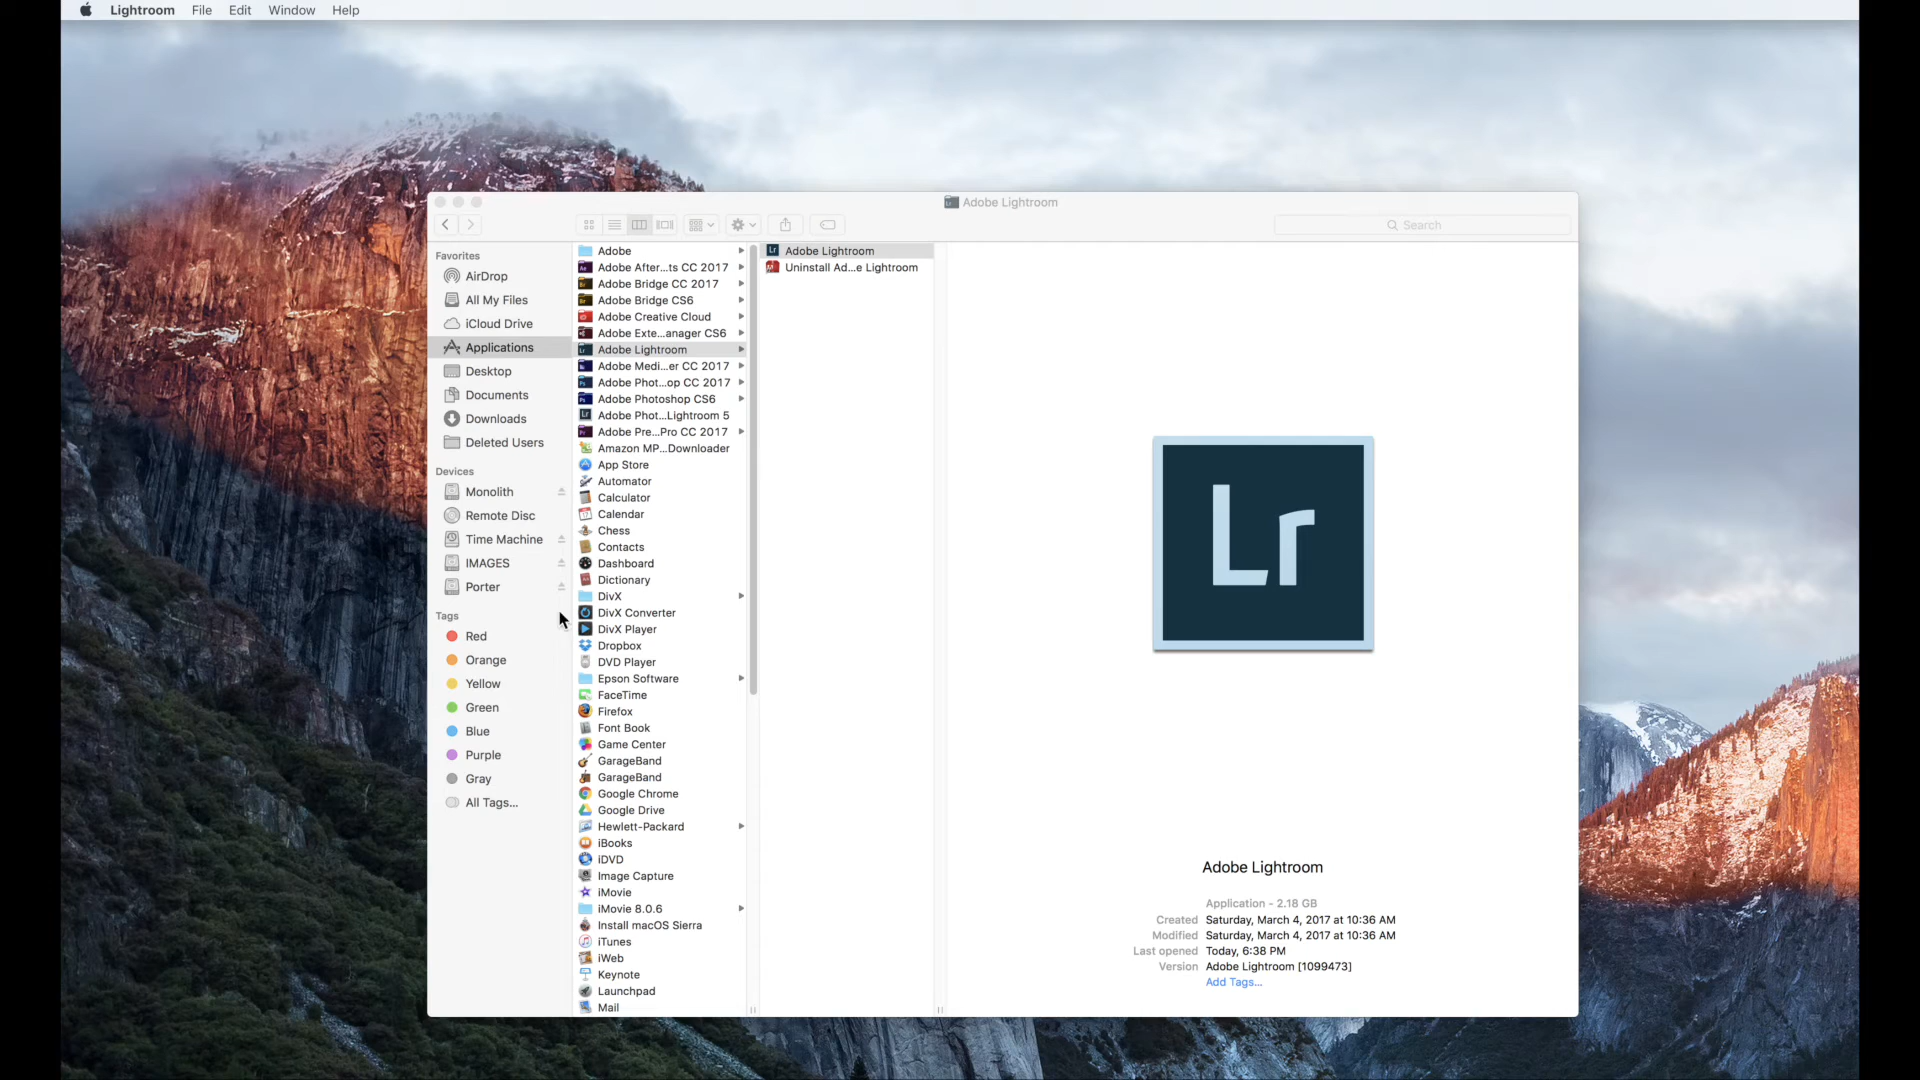 Lightroom File Edit Window Help
Adobe Lightroom
Search
Favorites
AirDrop
All My Files
iCloud Drive
Applications
Desktop
Documents
Downloads
Deleted Users
Devices
Monolith
Remote Disc
Time Machine
IMAGES
Porter
Tags
Red
Orange
Yellow
Green
Blue
Purple
Gray
All Tags...
Adobe
Adobe After...ts CC 2017
Adobe Bridge CC 2017
Adobe Bridge CS6
Adobe Creative Cloud
Adobe Exte...anager CS6
Adobe Lightroom
Adobe Medi...er CC 2017
Adobe Phot...op CC 2017
Adobe Photoshop CS6
Adobe Phot...Lightroom 5
Adobe Pre...Pro CC 2017
Amazon MP...Downloader
App Store
Automator
Calculator
Calendar
Chess
Contacts
Dashboard
Dictionary
DivX
DivX Converter
DivX Player
Dropbox
DVD Player
Epson Software
FaceTime
Firefox
Font Book
Game Center
GarageBand
GarageBand
Google Chrome
Google Drive
Hewlett-Packard
iBooks
iDVD
Image Capture
iMovie
iMovie 8.0.6
Install macOS Sierra
iTunes
iWeb
Keynote
Launchpad
Mail
Adobe Lightroom
Uninstall Ad...e Lightroom
Lr
Adobe Lightroom
Application - 2.18 GB
Created Saturday, March 4, 2017 at 10:36 AM
Modified Saturday, March 4, 2017 at 10:36 AM
Last opened Today, 6:38 PM
Version Adobe Lightroom [1099473]
Add Tags...